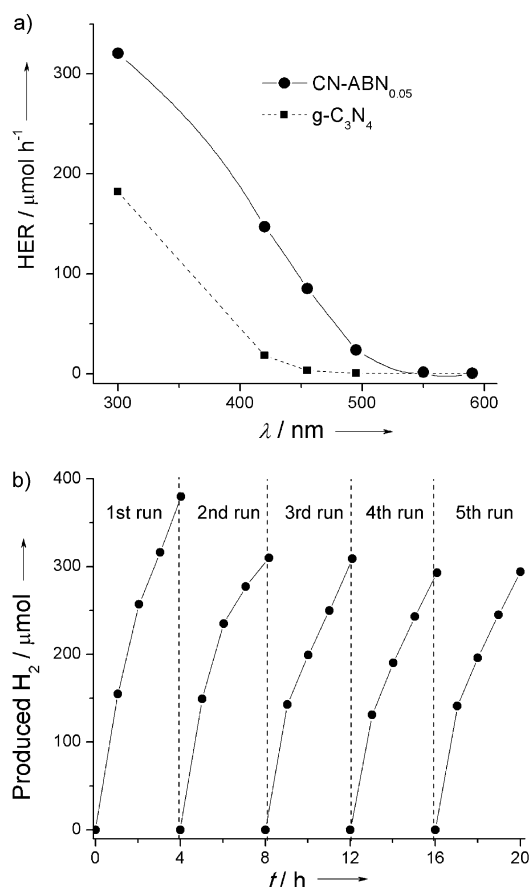 a)
CN-ABN0.05
g-C3N4
HER / µmol h-1
300
200
100
0
300 400 500 600
λ / nm
b)
1st run 2nd run 3rd run 4th run 5th run
Produced H2 / µmol
400
300
200
100
0
0 4 8 12 16 20
t / h